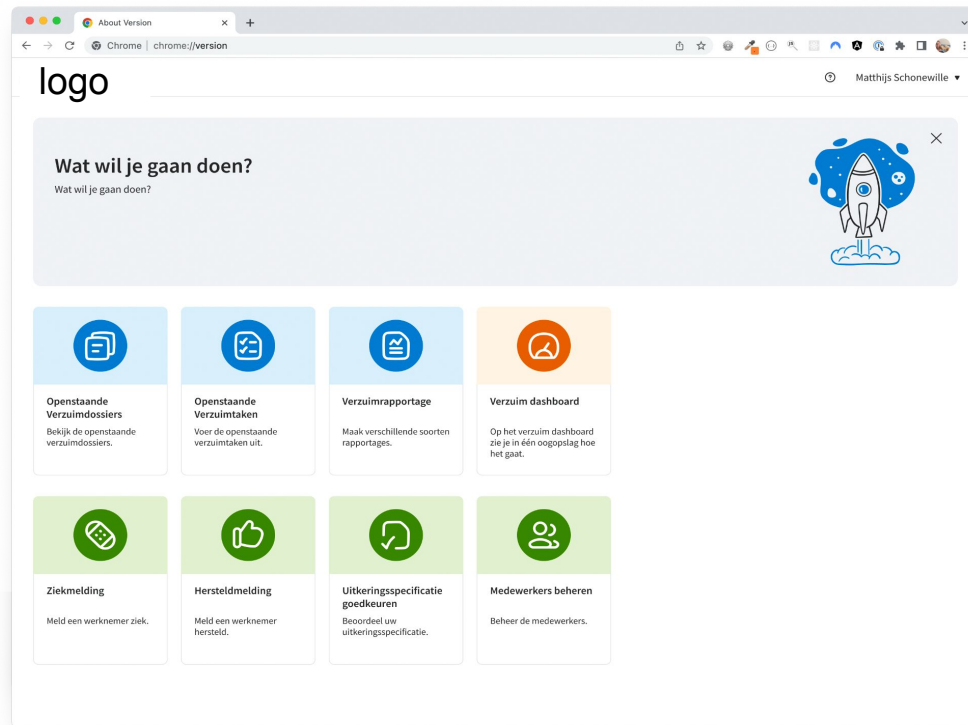 About Version
Chrome | chrome://version
logo
Matthijs Schonewille
Wat wil je gaan doen?
Wat wil je gaan doen?
Openstaande
Verzuimdossiers
Bekijk de openstaande
verzuimdossiers.
Openstaande
Verzuimtaken
Voer de openstaande
verzuimtaken uit.
Verzuimrapportage
Maak verschillende soorten
rapportages.
Verzuim dashboard
Op het verzuim dashboard
zie je in één oogopslag hoe
het gaat.
Ziekmelding
Meld een werknemer ziek.
Hersteldmelding
Meld een werknemer
hersteld.
Uitkeringsspecificatie
goedkeuren
Beoordeel uw
uitkeringsspecificatie.
Medewerkers beheren
Beheer de medewerkers.